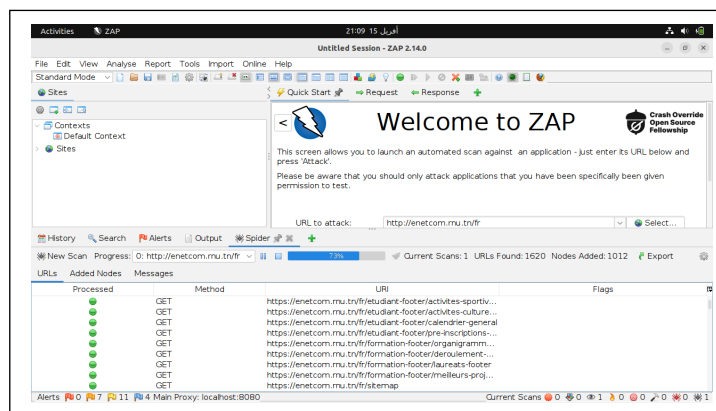 Activities ZAP 21:09 15 أفريل
Untitled Session - ZAP 2.14.0
File Edit View Analyse Report Tools Import Online Help
Standard Mode
Sites
Quick Start Request Response
Contexts
Default Context
Sites
<
Welcome to ZAP
Crash Override
Open Source
Fellowship
This screen allows you to launch an automated scan against an application - just enter its URL below and
press 'Attack'.
Please be aware that you should only attack applications that you have been specifically been given
permission to test.
URL to attack: http://enetcom.rnu.tn/fr Select...
History Search Alerts Output Spider
New Scan Progress: 0: http://enetcom.rnu.tn/fr 73% Current Scans: 1 URLs Found: 1620 Nodes Added: 1012 Export
URLs Added Nodes Messages
Processed Method URI Flags
GET https://enetcom.rnu.tn/fr/etudiant-footer/activites-sportiv...
GET https://enetcom.rnu.tn/fr/etudiant-footer/activites-culture...
GET https://enetcom.rnu.tn/fr/etudiant-footer/calendrier-general
GET https://enetcom.rnu.tn/fr/etudiant-footer/pre-inscriptions-...
GET https://enetcom.rnu.tn/fr/formation-footer/organigramm...
GET https://enetcom.rnu.tn/fr/formation-footer/deroulement-...
GET https://enetcom.rnu.tn/fr/formation-footer/laureats-footer
GET https://enetcom.rnu.tn/fr/formation-footer/meilleurs-proj...
GET https://enetcom.rnu.tn/fr/sitemap
Alerts 0 7 11 4 Main Proxy: localhost:8080 Current Scans 0 0 1 0 0 0 0 1